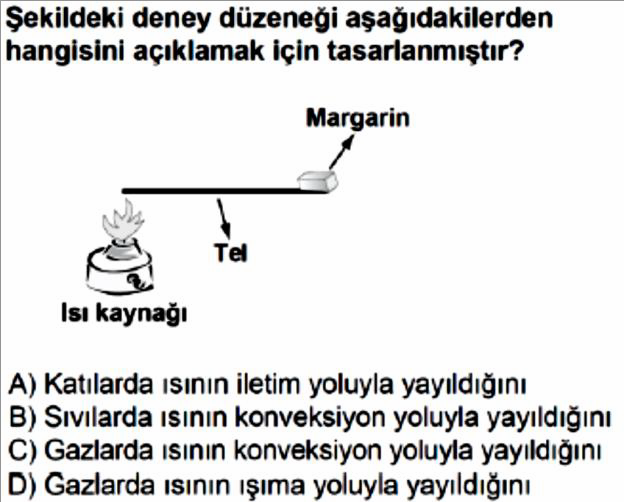 Şekildeki deney düzeneği aşağıdakilerden
hangisini açıklamak için tasarlanmıştır?
Margarin
Tel
Isı kaynağı
A) Katılarda ısının iletim yoluyla yayıldığını
B) Sıvılarda ısının konveksiyon yoluyla yayıldığını
C) Gazlarda ısının konveksiyon yoluyla yayıldığını
D) Gazlarda ısının ışıma yoluyla yayıldığını